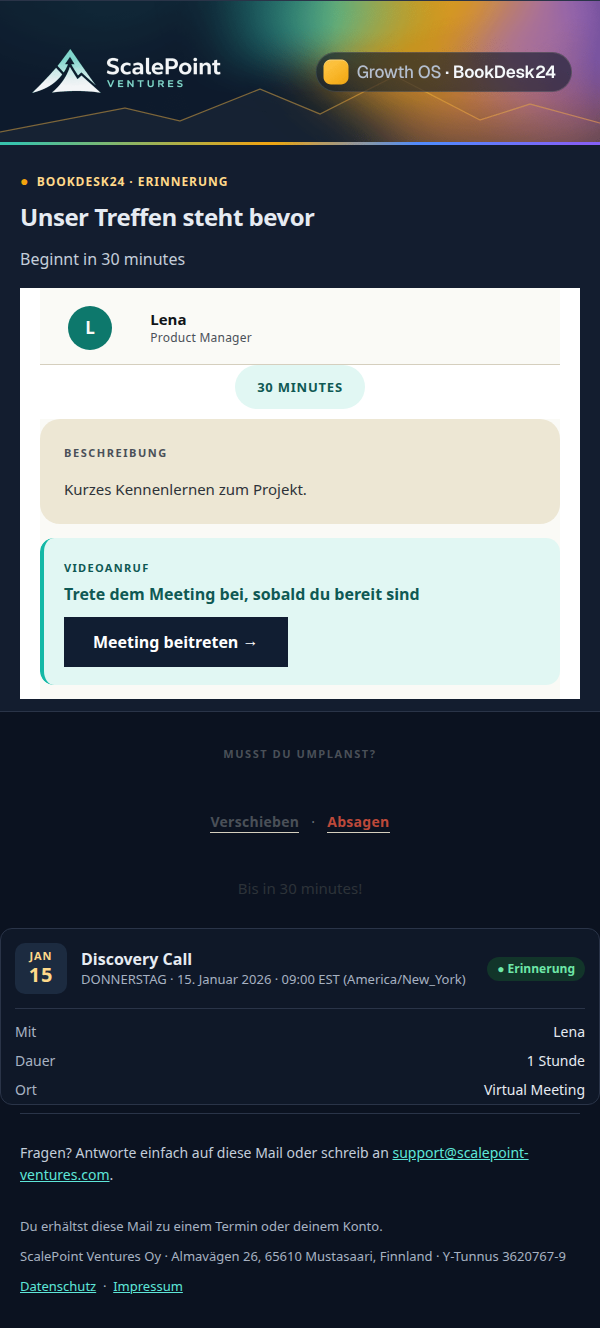 ScalePoint
VENTURES
Growth OS · BookDesk24
● BOOKDESK24 · ERINNERUNG
Unser Treffen steht bevor
Beginnt in 30 minutes
L
Lena
Product Manager
30 MINUTES
BESCHREIBUNG
Kurzes Kennenlernen zum Projekt.
VIDEOANRUF
Trete dem Meeting bei, sobald du bereit sind
Meeting beitreten →
MUSST DU UMPLANST?
Verschieben · Absagen
Bis in 30 minutes!
JAN
15
Discovery Call
DONNERSTAG · 15. Januar 2026 · 09:00 EST (America/New_York)
● Erinnerung
Mit Lena
Dauer 1 Stunde
Ort Virtual Meeting
Fragen? Antworte einfach auf diese Mail oder schreib an support@scalepoint-
ventures.com.
Du erhältst diese Mail zu einem Termin oder deinem Konto.
ScalePoint Ventures Oy · Almavägen 26, 65610 Mustasaari, Finnland · Y-Tunnus 3620767-9
Datenschutz · Impressum